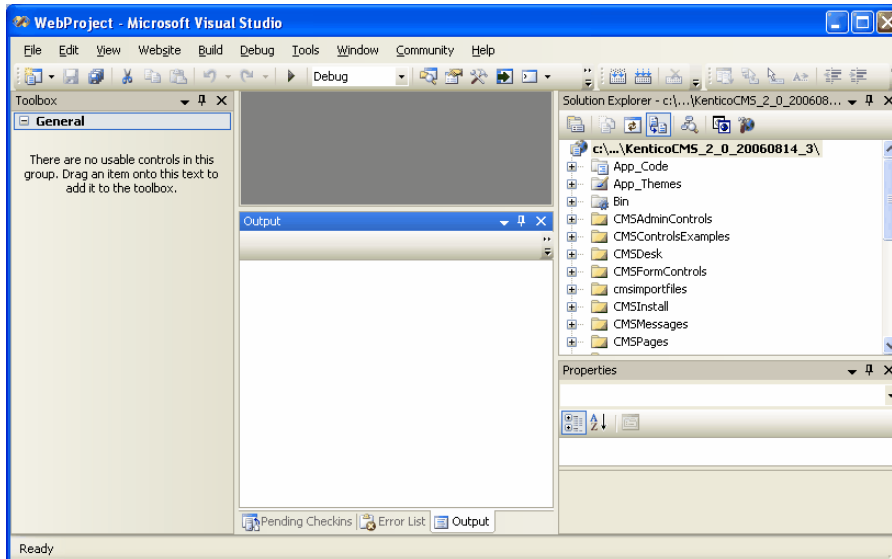 WebProject - Microsoft Visual Studio
File Edit View Website Build Debug Tools Window Community Help
Debug
Toolbox
General
There are no usable controls in this
group. Drag an item onto this text to
add it to the toolbox.
Output
Pending Checkins Error List Output
Solution Explorer - c:\...\KenticoCMS_2_0_200608...
c:\...\KenticoCMS_2_0_20060814_3\
App_Code
App_Themes
Bin
CMSAdminControls
CMSControlsExamples
CMSDesk
CMSFormControls
cmsimportfiles
CMSInstall
CMSMessages
CMSPages
Properties
Ready